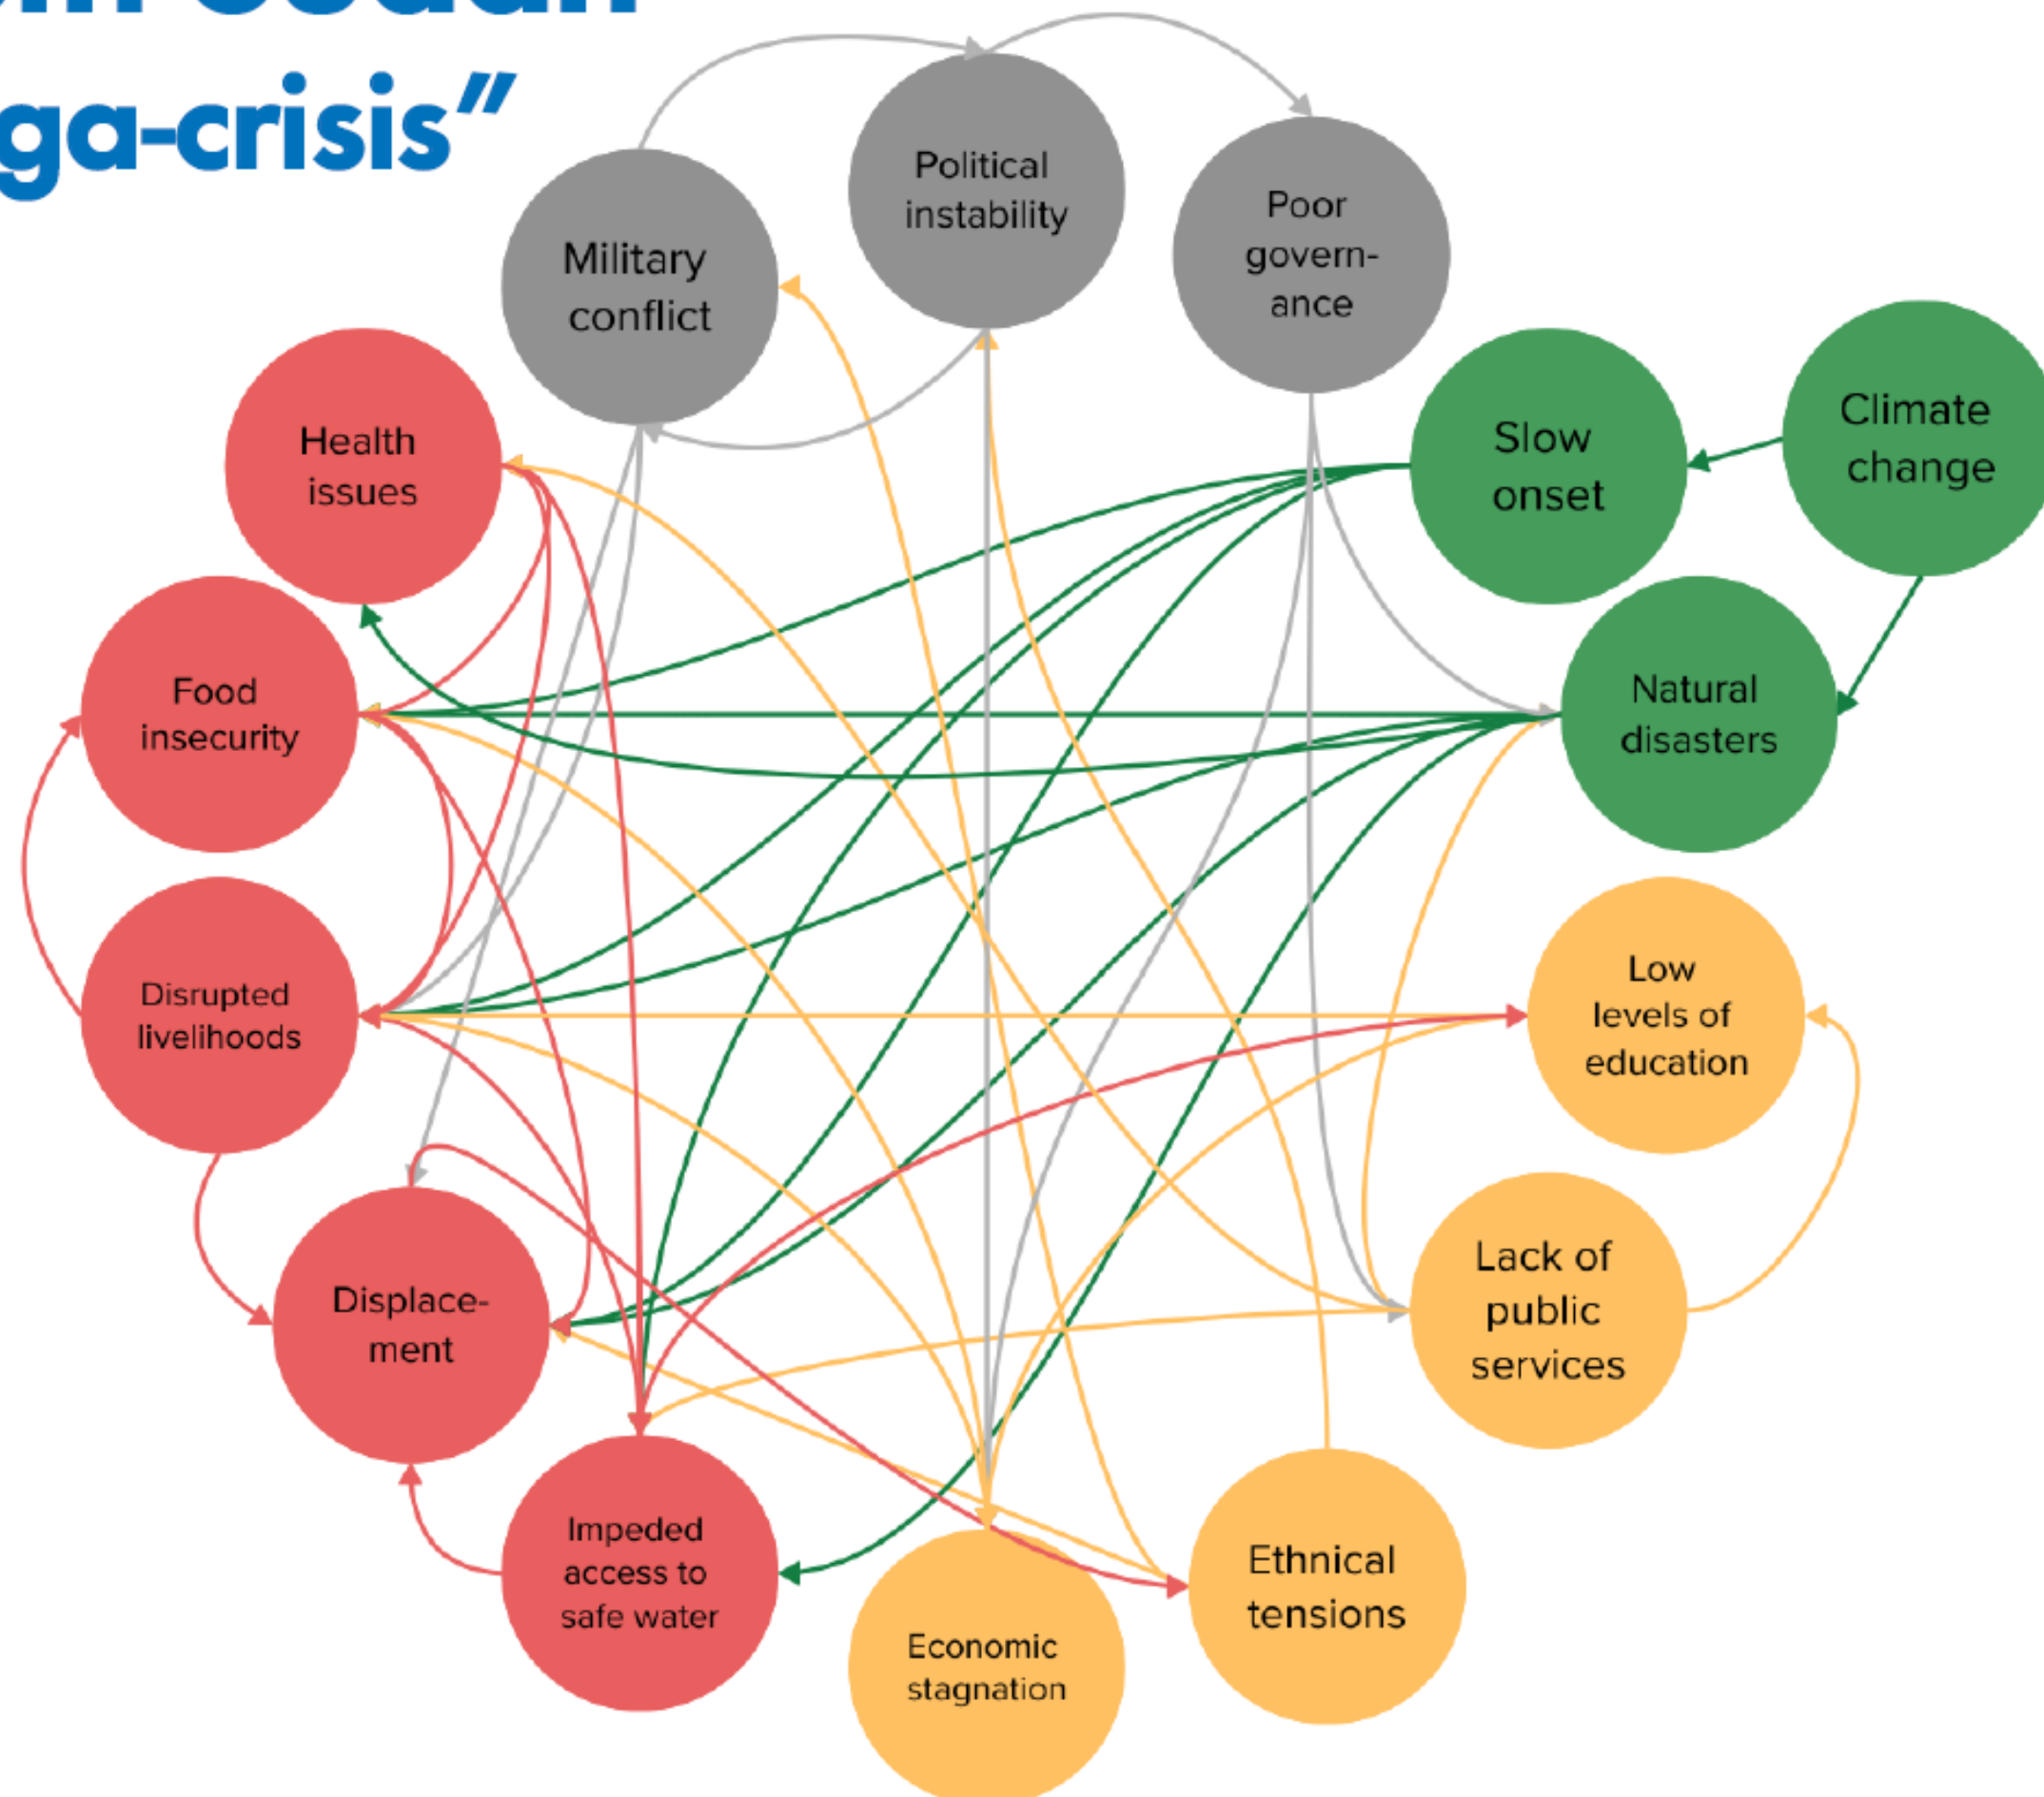 ga-crisis”
Political
instability
Poor
govern-
ance
Military
conflict
Health
issues
Slow
onset
Climate
change
Food
insecurity
Natural
disasters
Disrupted
livelihoods
Low
levels of
education
Displace-
ment
Lack of
public
services
Impeded
access to
safe water
Economic
stagnation
Ethnical
tensions